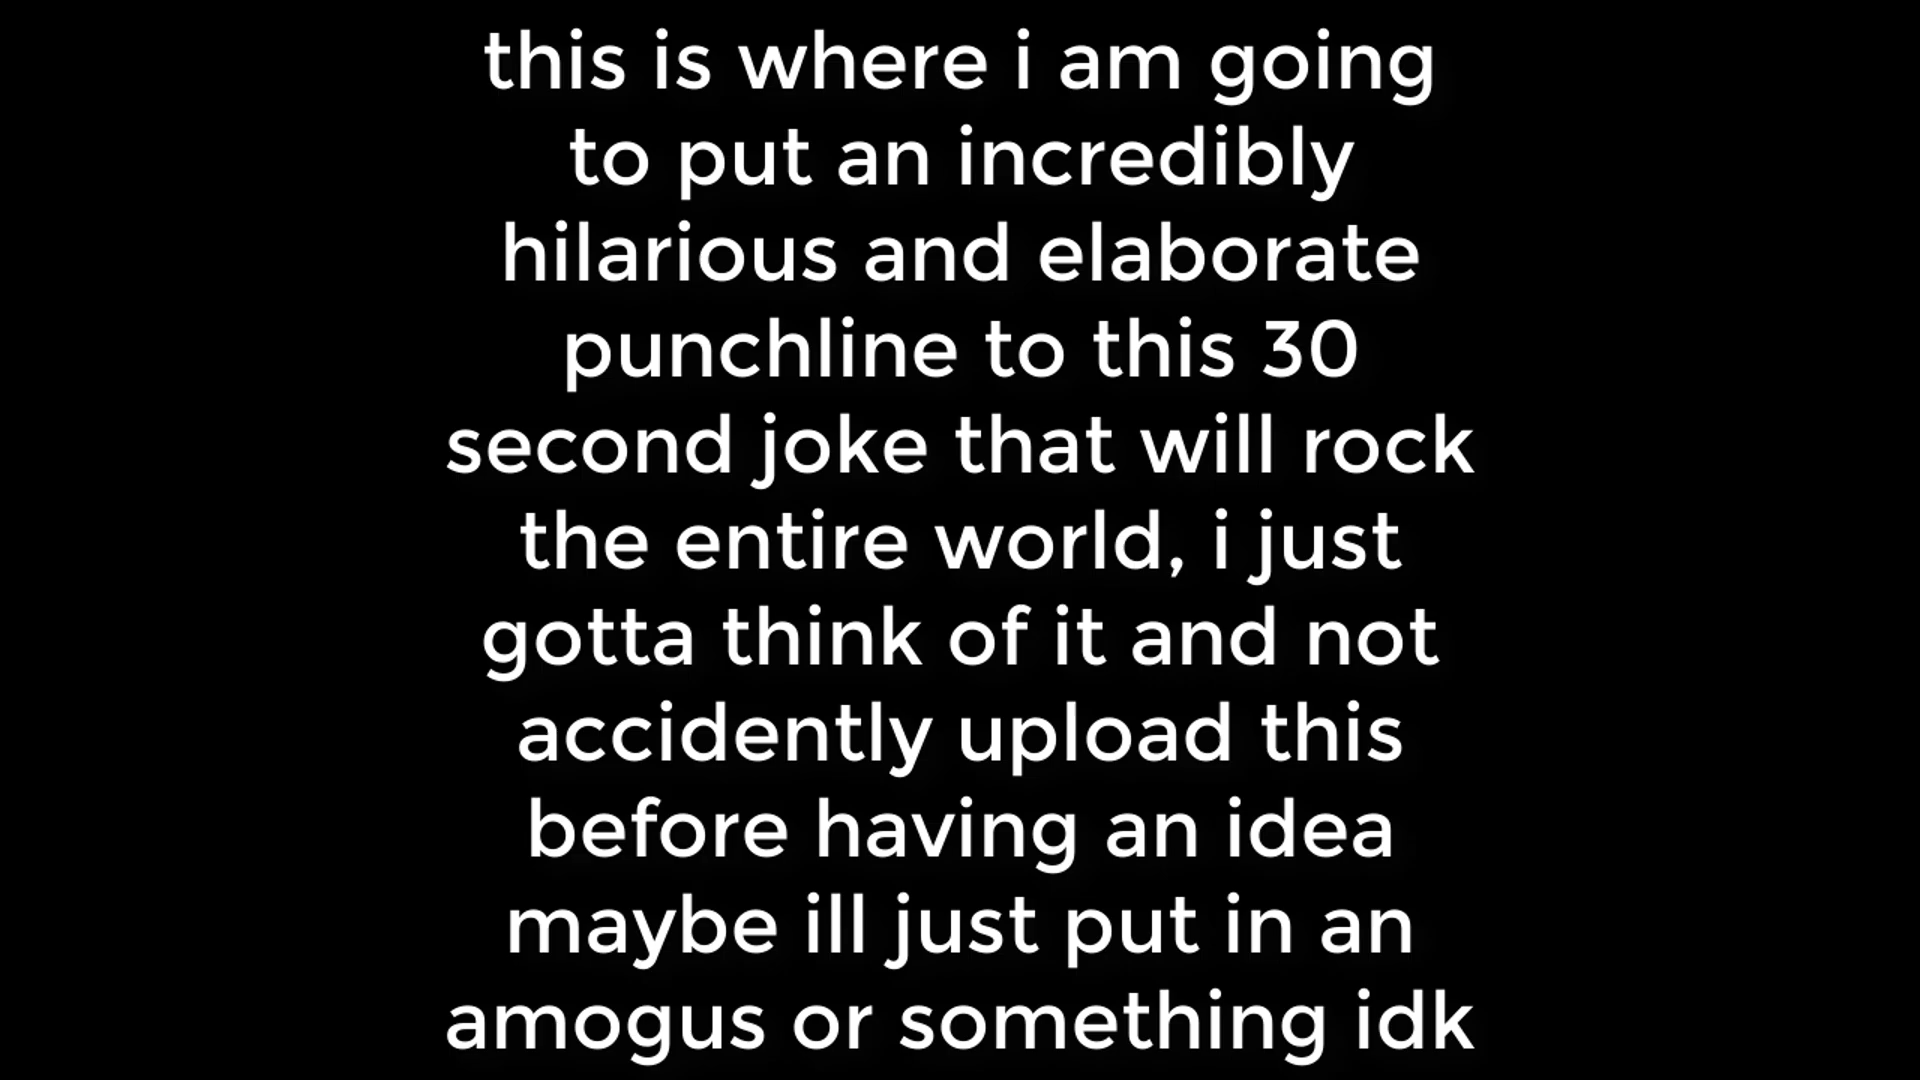 this is where i am going
to put an incredibly
hilarious and elaborate
punchline to this 30
second joke that will rock
the entire world, i just
gotta think of it and not
accidently upload this
before having an idea
maybe ill just put in an
amogus or something idk